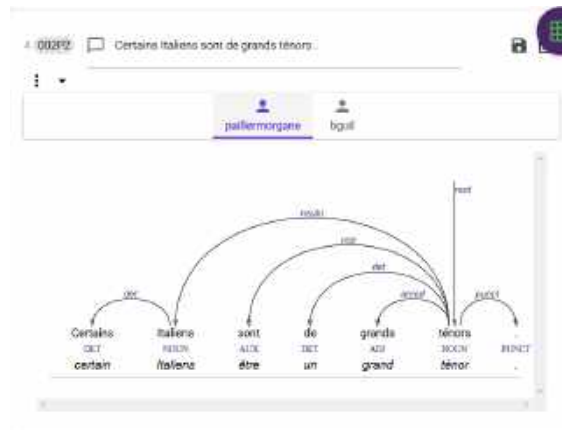 002P2 Certains Italiens sont de grands ténors .
paillermorgane bguil
root
nsubj
cop
det
det amod punct
Certains Italiens sont de grands ténors .
DET NOUN AUX DET ADJ NOUN PUNCT
certain Italiens être un grand ténor .